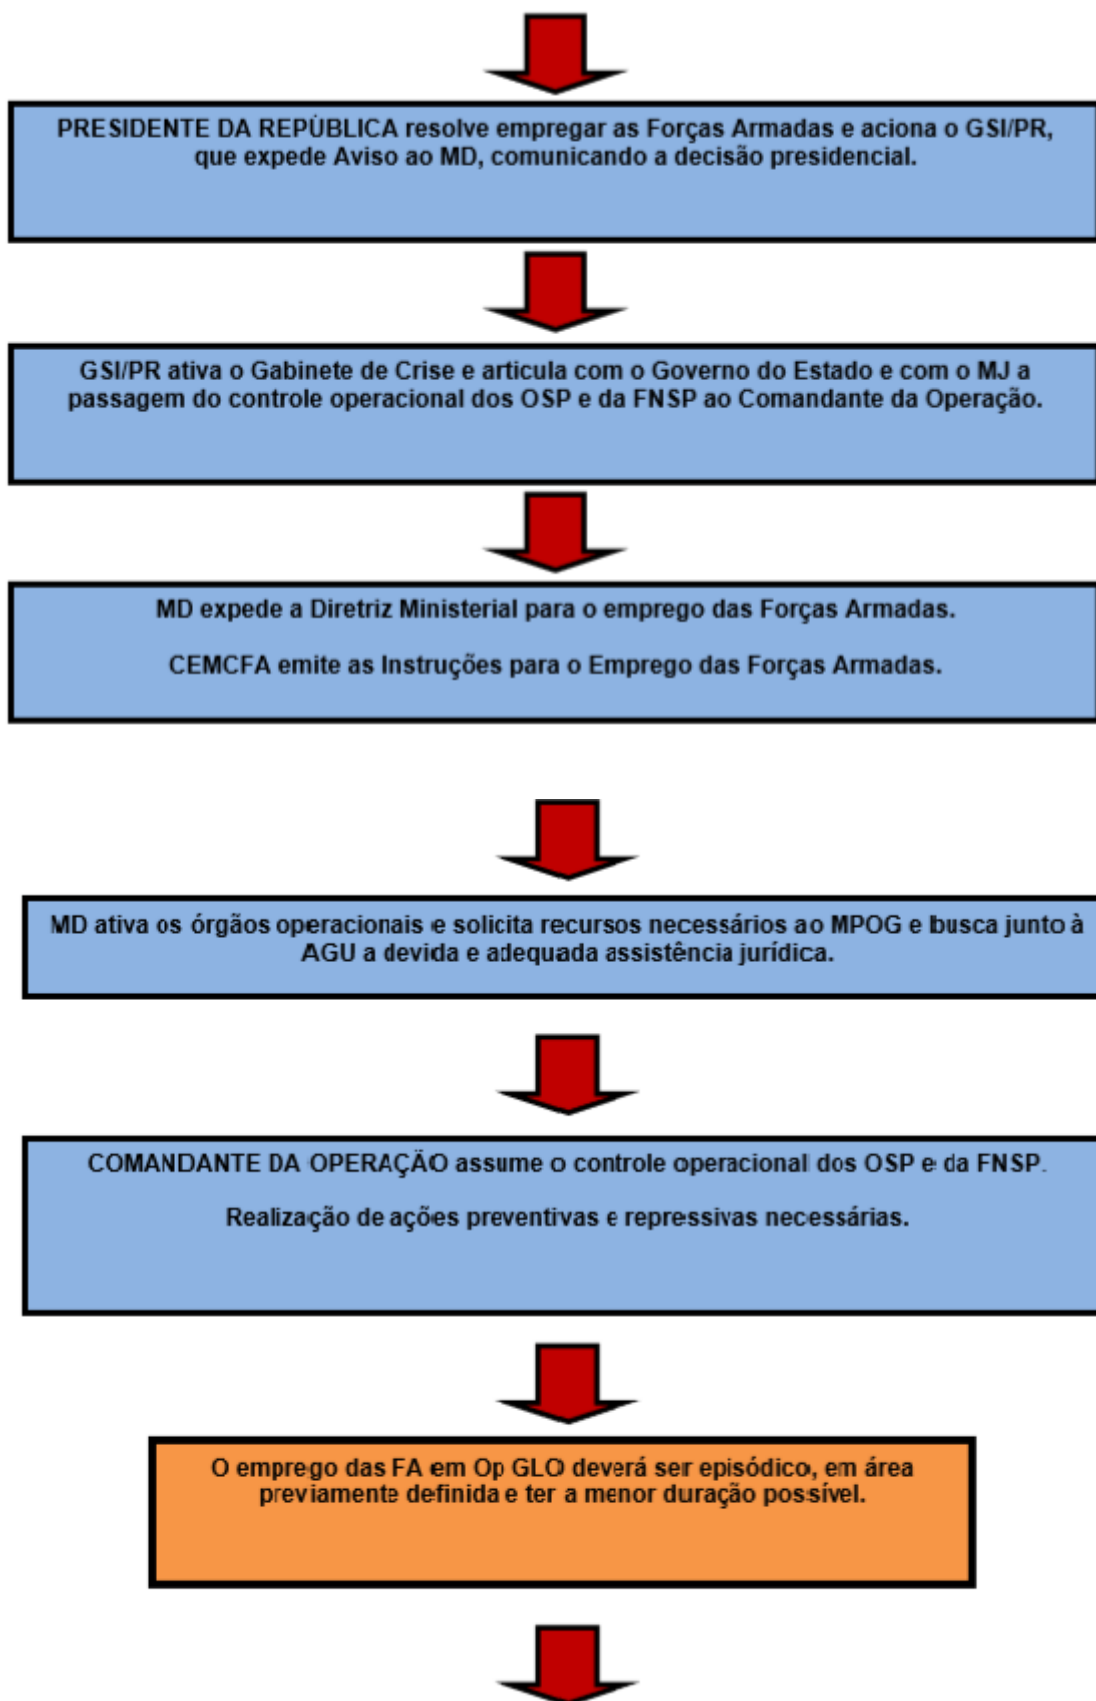 PRESIDENTE DA REPÚBLICA resolve empregar as Forças Armadas e aciona o GSI/PR,
que expede Aviso ao MD, comunicando a decisão presidencial.
GSI/PR ativa o Gabinete de Crise e articula com o Governo do Estado e com o MJ a
passagem do controle operacional dos OSP e da FNSP ao Comandante da Operação.
MD expede a Diretriz Ministerial para o emprego das Forças Armadas.
CEMCFA emite as Instruções para o Emprego das Forças Armadas.
MD ativa os órgãos operacionais e solicita recursos necessários ao MPOG e busca junto à
AGU a devida e adequada assistência jurídica.
COMANDANTE DA OPERAÇÃO assume o controle operacional dos OSP e da FNSP.
Realização de ações preventivas e repressivas necessárias.
O emprego das FA em Op GLO deverá ser episódico, em área
previamente definida e ter a menor duração possível.